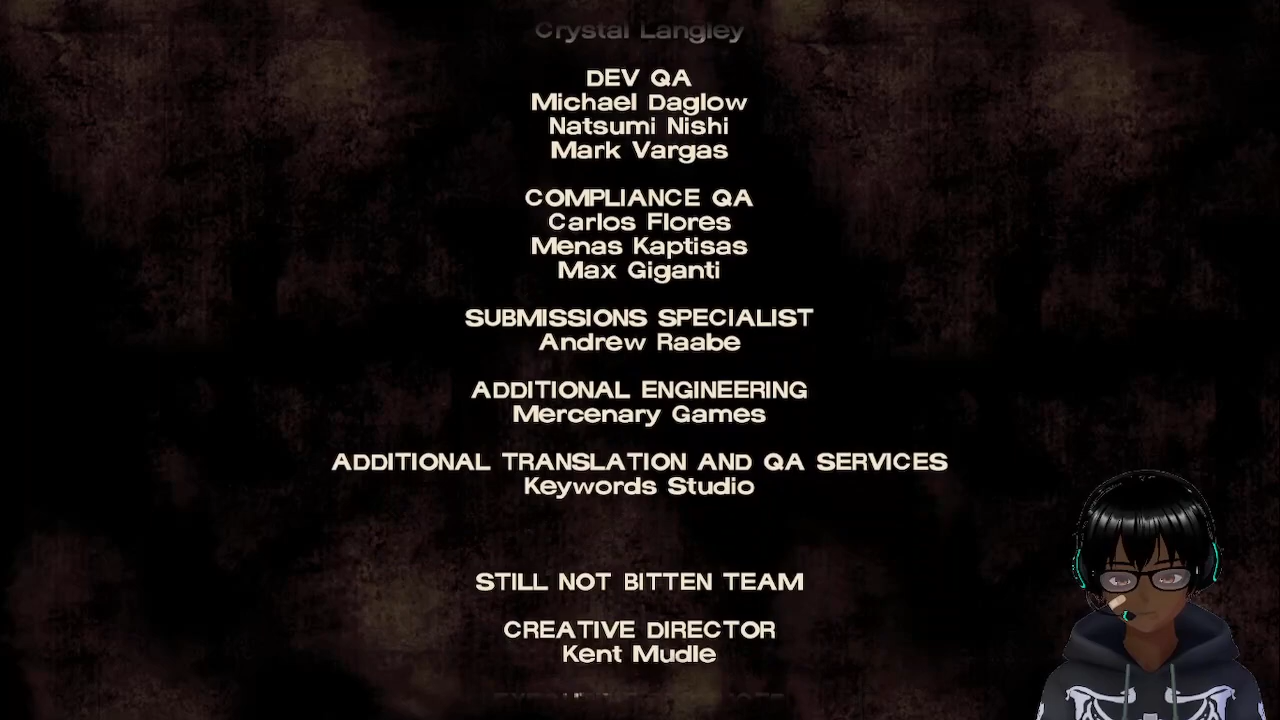 Crystal Langley
DEV QA
Michael Daglow
Natsumi Nishi
Mark Vargas
COMPLIANCE QA
Carlos Flores
Menas Kaptisas
Max Giganti
SUBMISSIONS SPECIALIST
Andrew Raabe
ADDITIONAL ENGINEERING
Mercenary Games
ADDITIONAL TRANSLATION AND QA SERVICES
Keywords Studio
STILL NOT BITTEN TEAM
CREATIVE DIRECTOR
Kent Mudle